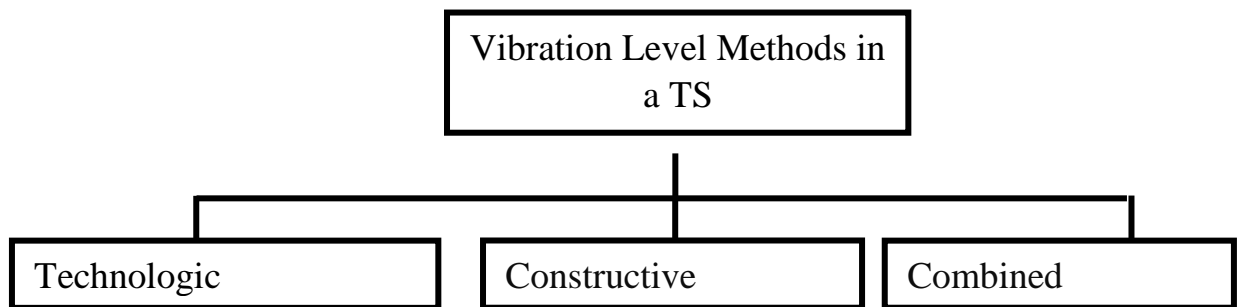 Vibration Level Methods in
a TS
Technologic
Constructive
Combined